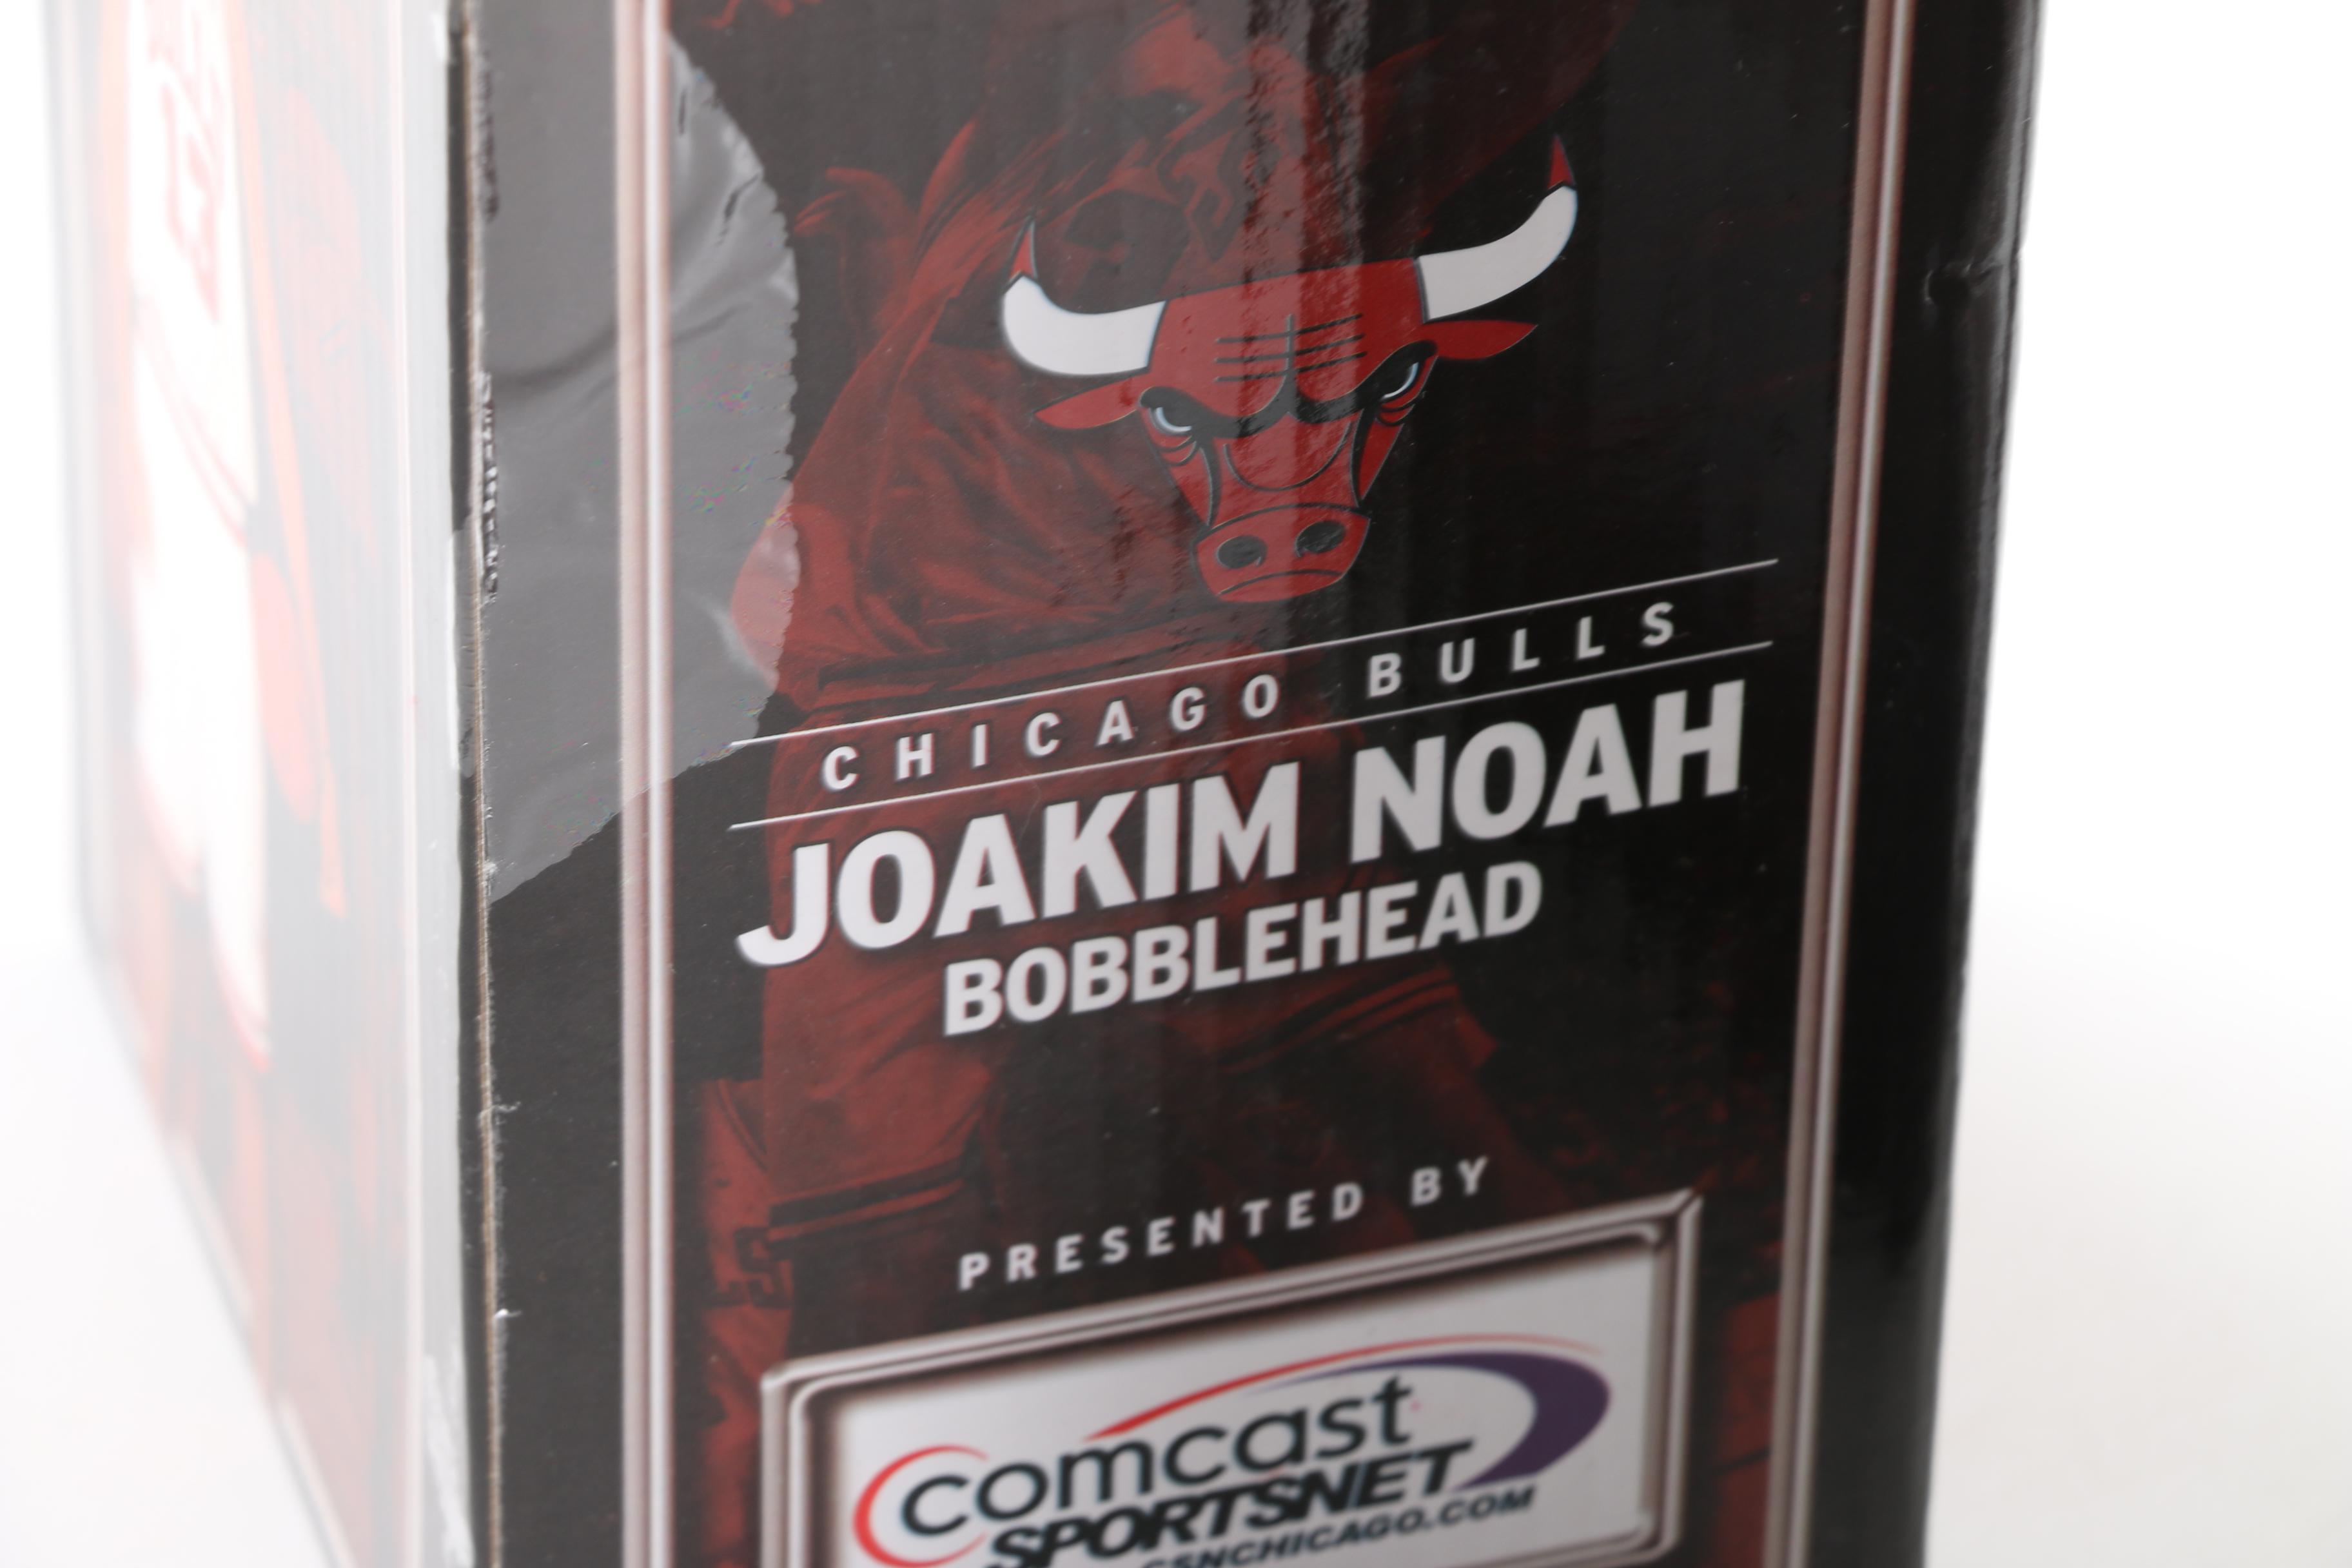 CHICAGO BULLS
JOAKIM NOAH
BOBBLEHEAD
PRESENTED BY
comcast
SPORTSNET
CSNCHICAGO.COM